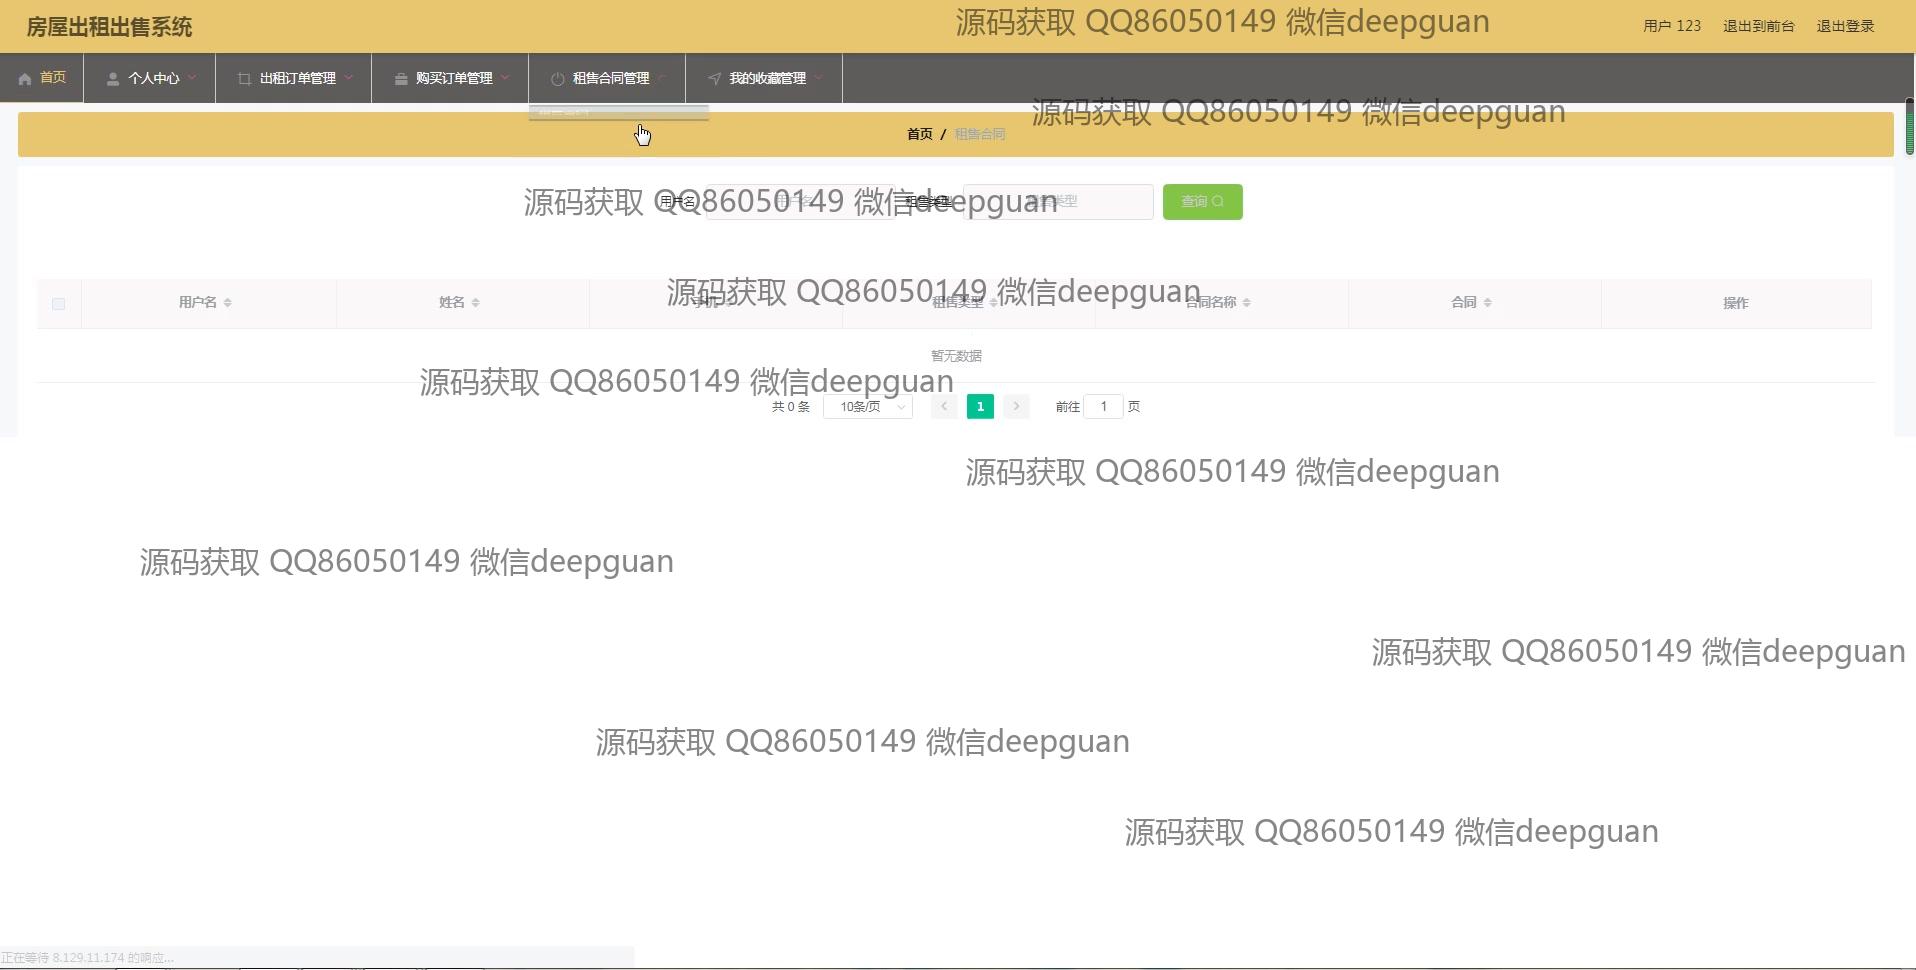 房屋出租出售系统
源码获取 QQ86050149 微信deepguan
用户 123 退出到前台 退出登录
首页 个人中心 出租订单管理 购买订单管理 租售合同管理 我的收藏管理
源码获取 QQ86050149 微信deepguan
首页 / 租售合同
源码获取 QQ86050149 微信deepguan
用户名 用户名 租售类型 租售类型 查询
源码获取 QQ86050149 微信deepguan
用户名 姓名 手机 租售类型 合同名称 合同 操作
暂无数据
源码获取 QQ86050149 微信deepguan
共 0 条 10条/页 1 前往 1 页
源码获取 QQ86050149 微信deepguan
源码获取 QQ86050149 微信deepguan
源码获取 QQ86050149 微信deepguan
源码获取 QQ86050149 微信deepguan
源码获取 QQ86050149 微信deepguan
正在等待 8.129.11.174 的响应...